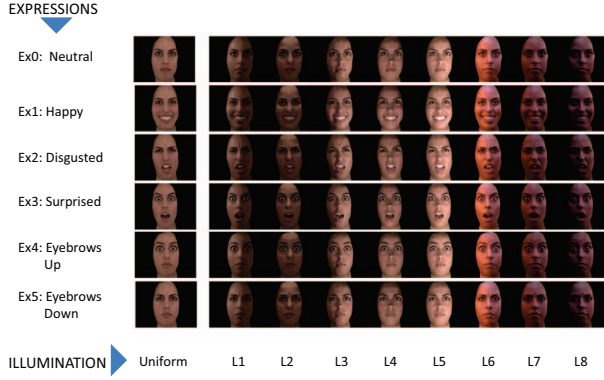 EXPRESSIONS
Ex0: Neutral
Ex1: Happy
Ex2: Disgusted
Ex3: Surprised
Ex4: Eyebrows
Up
Ex5: Eyebrows
Down
ILLUMINATION Uniform L1 L2 L3 L4 L5 L6 L7 L8